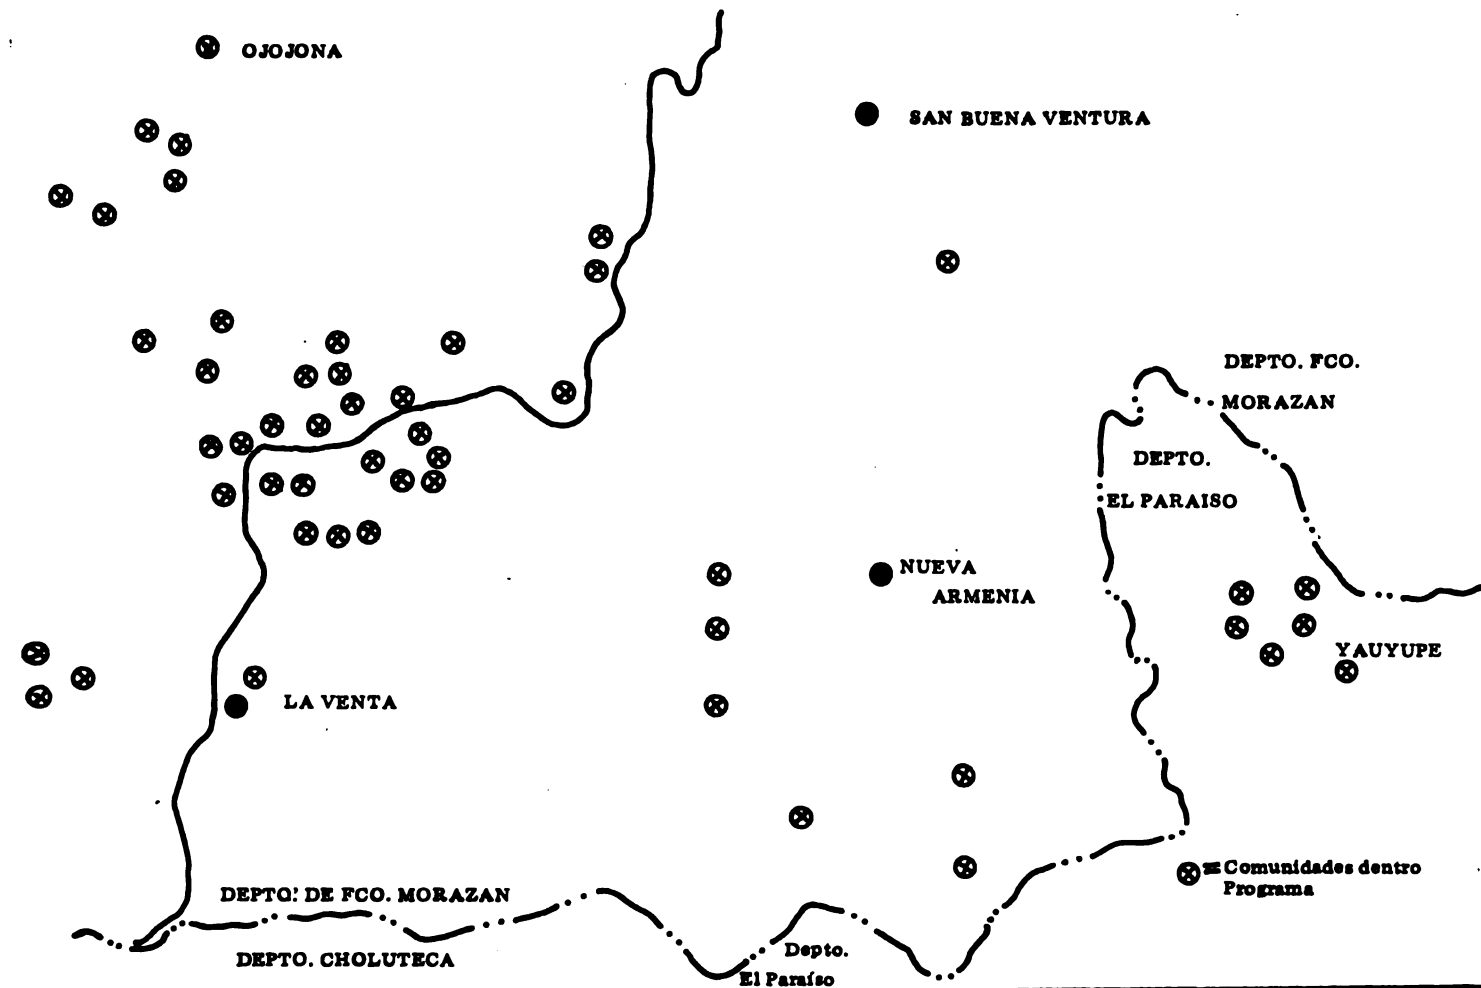 OJOJONA
SAN BUENA VENTURA
DEPTO. FCO.
MORAZAN
DEPTO.
EL PARAISO
NUEVA
ARMENIA
YAUYUPE
LA VENTA
= Comunidades dentro
Programa
DEPTO. DE FCO. MORAZAN
DEPTO. CHOLUTECA
Depto.
El Paraíso